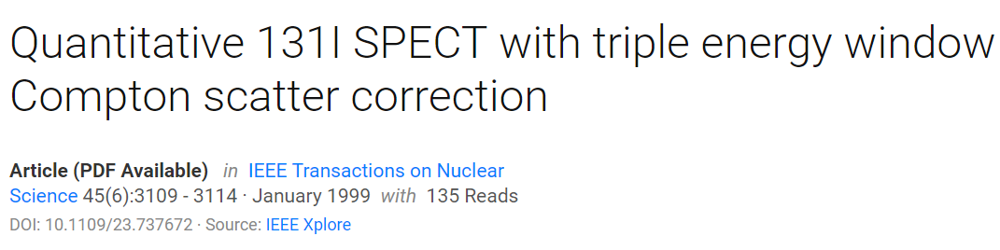 Quantitative 131I SPECT with triple energy window
Compton scatter correction
Article (PDF Available) in IEEE Transactions on Nuclear
Science 45(6):3109 - 3114 · January 1999 with 135 Reads
DOI: 10.1109/23.737672 · Source: IEEE Xplore